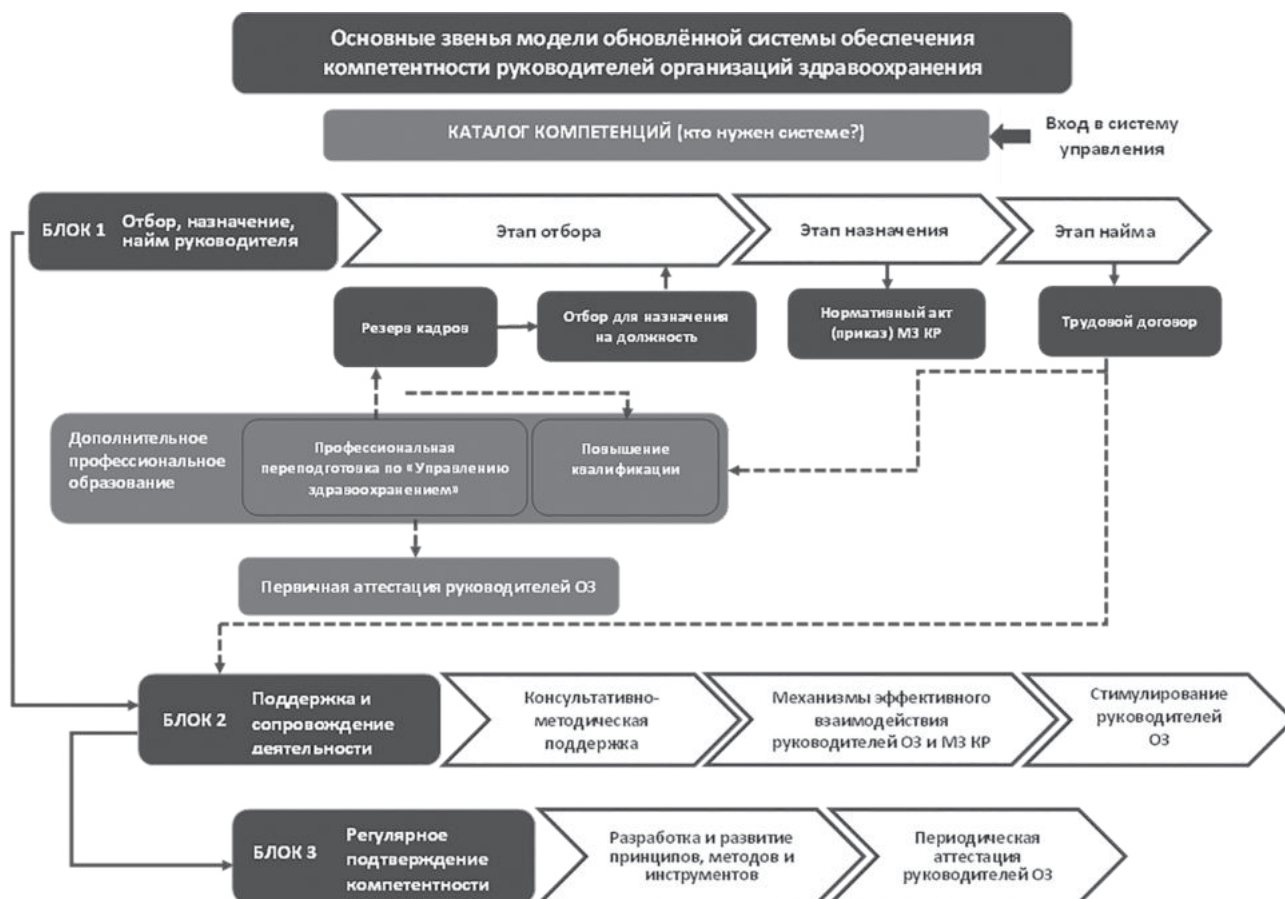 Основные звенья модели обновлённой системы обеспечения
компетентности руководителей организаций здравоохранения
КАТАЛОГ КОМПЕТЕНЦИЙ (кто нужен системе?)
Вход в систему
управления
БЛОК 1
Отбор, назначение,
найм руководителя
Этап отбора
Этап назначения
Этап найма
Резерв кадров
Отбор для назначения
на должность
Нормативный акт
(приказ) МЗ КР
Трудовой договор
Дополнительное
профессиональное
образование
Профессиональная
переподготовка по «Управлению
здравоохранением»
Повышение
квалификации
Первичная аттестация руководителей ОЗ
БЛОК 2
Поддержка и
сопровождение
деятельности
Консультативно-
методическая
поддержка
Механизмы эффективного
взаимодействия
руководителей ОЗ и МЗ КР
Стимулирование
руководителей
ОЗ
БЛОК 3
Регулярное
подтверждение
компетентности
Разработка и развитие
принципов, методов и
инструментов
Периодическая
аттестация
руководителей ОЗ